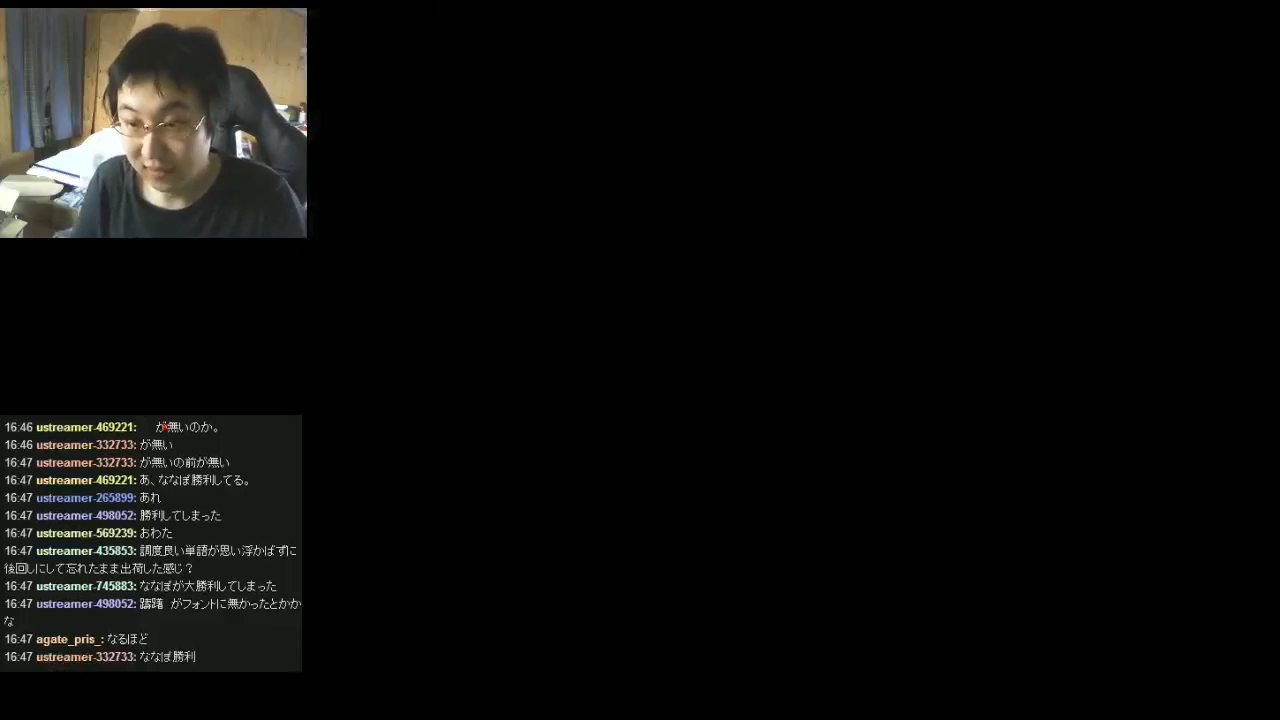 16:46 ustreamer-469221:　が無いのか。
16:46 ustreamer-332733: が無い
16:47 ustreamer-332733: が無いの前が無い
16:47 ustreamer-469221: あ、ななぽ勝利してる。
16:47 ustreamer-265899: あれ
16:47 ustreamer-498052: 勝利してしまった
16:47 ustreamer-569239: おわた
16:47 ustreamer-435853: 調度良い単語が思い浮かばずに
後回しにして忘れたまま出荷した感じ？
16:47 ustreamer-745883: ななぽが大勝利してしまった
16:47 ustreamer-498052: 躊躇　がフォントに無かったとかか
な
16:47 agate_pris_: なるほど
16:47 ustreamer-332733: ななぽ勝利